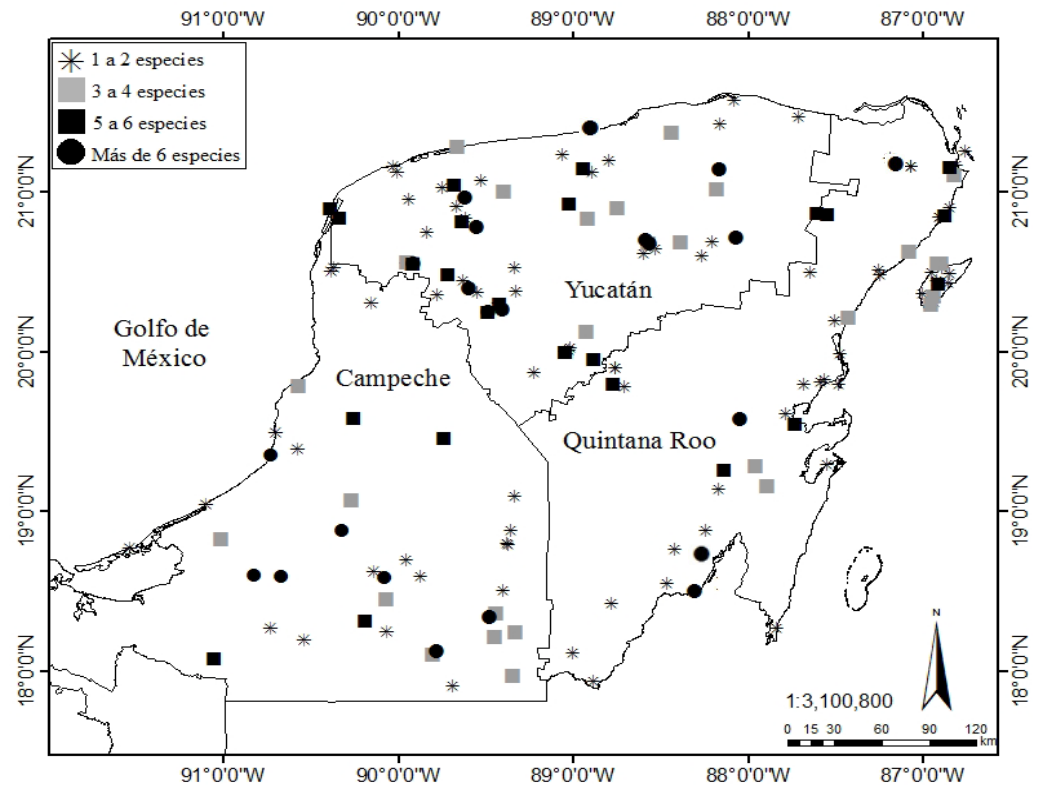 91°0'0"W 90°0'0"W 89°0'0"W 88°0'0"W 87°0'0"W
1 a 2 especies
3 a 4 especies
5 a 6 especies
Más de 6 especies
21°0'0"N 21°0'0"N
Yucatán
Golfo de
México
20°0'0"N 20°0'0"N
Campeche
Quintana Roo
19°0'0"N 19°0'0"N
N
18°0'0"N 18°0'0"N
1:3,100,800
0 15 30 60 90 120
km
91°0'0"W 90°0'0"W 89°0'0"W 88°0'0"W 87°0'0"W